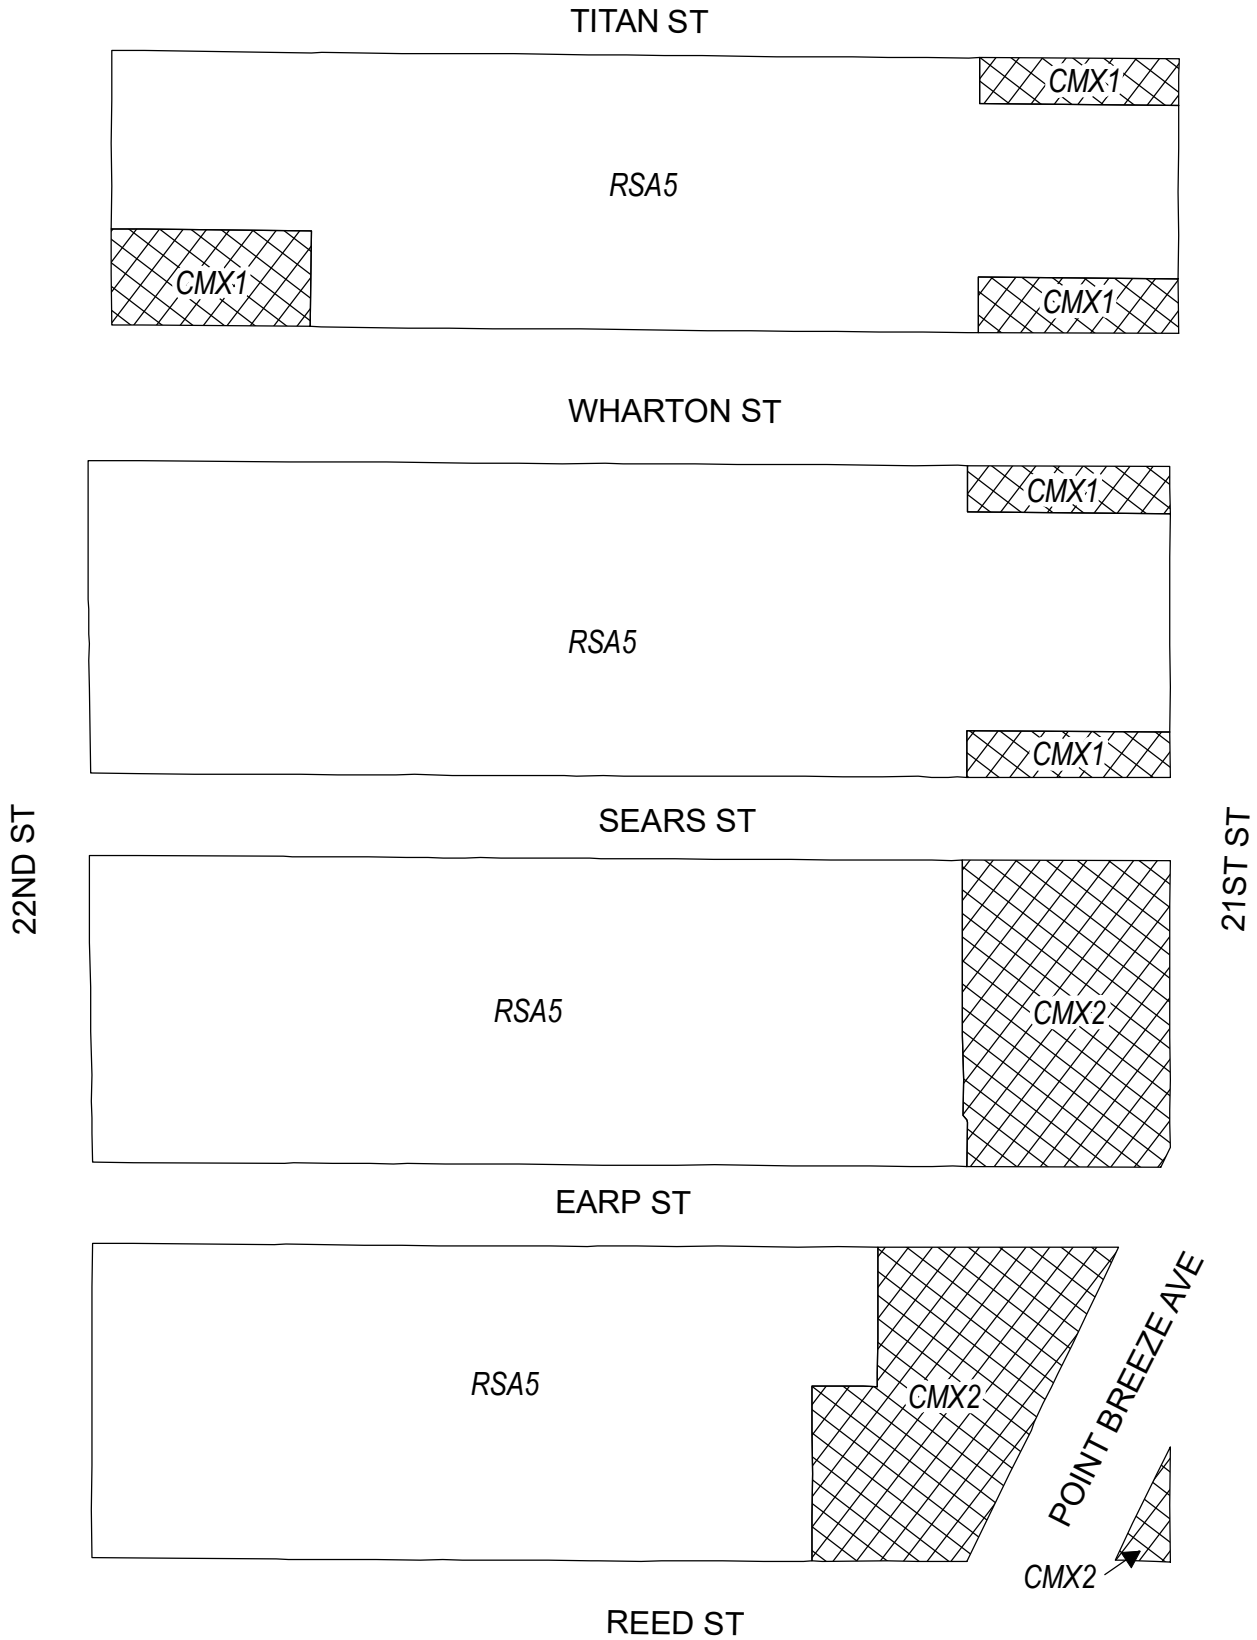 TITAN ST
CMX1
RSA5
CMX1
CMX1
WHARTON ST
CMX1
RSA5
CMX1
22ND ST
SEARS ST
21ST ST
RSA5
CMX2
EARP ST
POINT BREEZE AVE
RSA5
CMX2
CMX2
REED ST